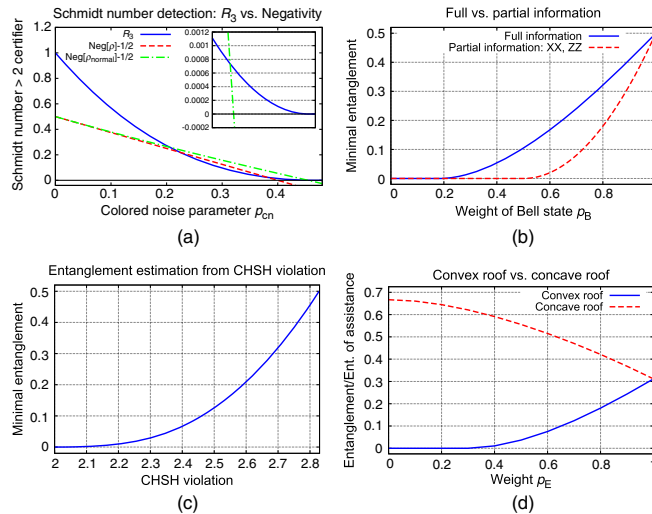 Schmidt number detection: R3 vs. Negativity
Schmidt number > 2 certifier
1.2
1
0.8
0.6
0.4
0.2
0
R3
Neg[ρ]-1/2
Neg[ρnormal]-1/2
0.0012
0.0010
0.0008
0.0006
0.0004
0.0002
0.0000
-0.0002
0 0.1 0.2 0.3 0.4
Colored noise parameter pcn
(a)
Full vs. partial information
Minimal entanglement
0.5
0.4
0.3
0.2
0.1
0
Full information
Partial information: XX, ZZ
0 0.2 0.4 0.6 0.8 1
Weight of Bell state pB
(b)
Entanglement estimation from CHSH violation
Minimal entanglement
0.5
0.4
0.3
0.2
0.1
0
2 2.1 2.2 2.3 2.4 2.5 2.6 2.7 2.8
CHSH violation
(c)
Convex roof vs. concave roof
Entanglement/Ent. of assistance
0.7
0.6
0.5
0.4
0.3
0.2
0.1
0
Convex roof
Concave roof
0.0 0.2 0.4 0.6 0.8 1
Weight pE
(d)